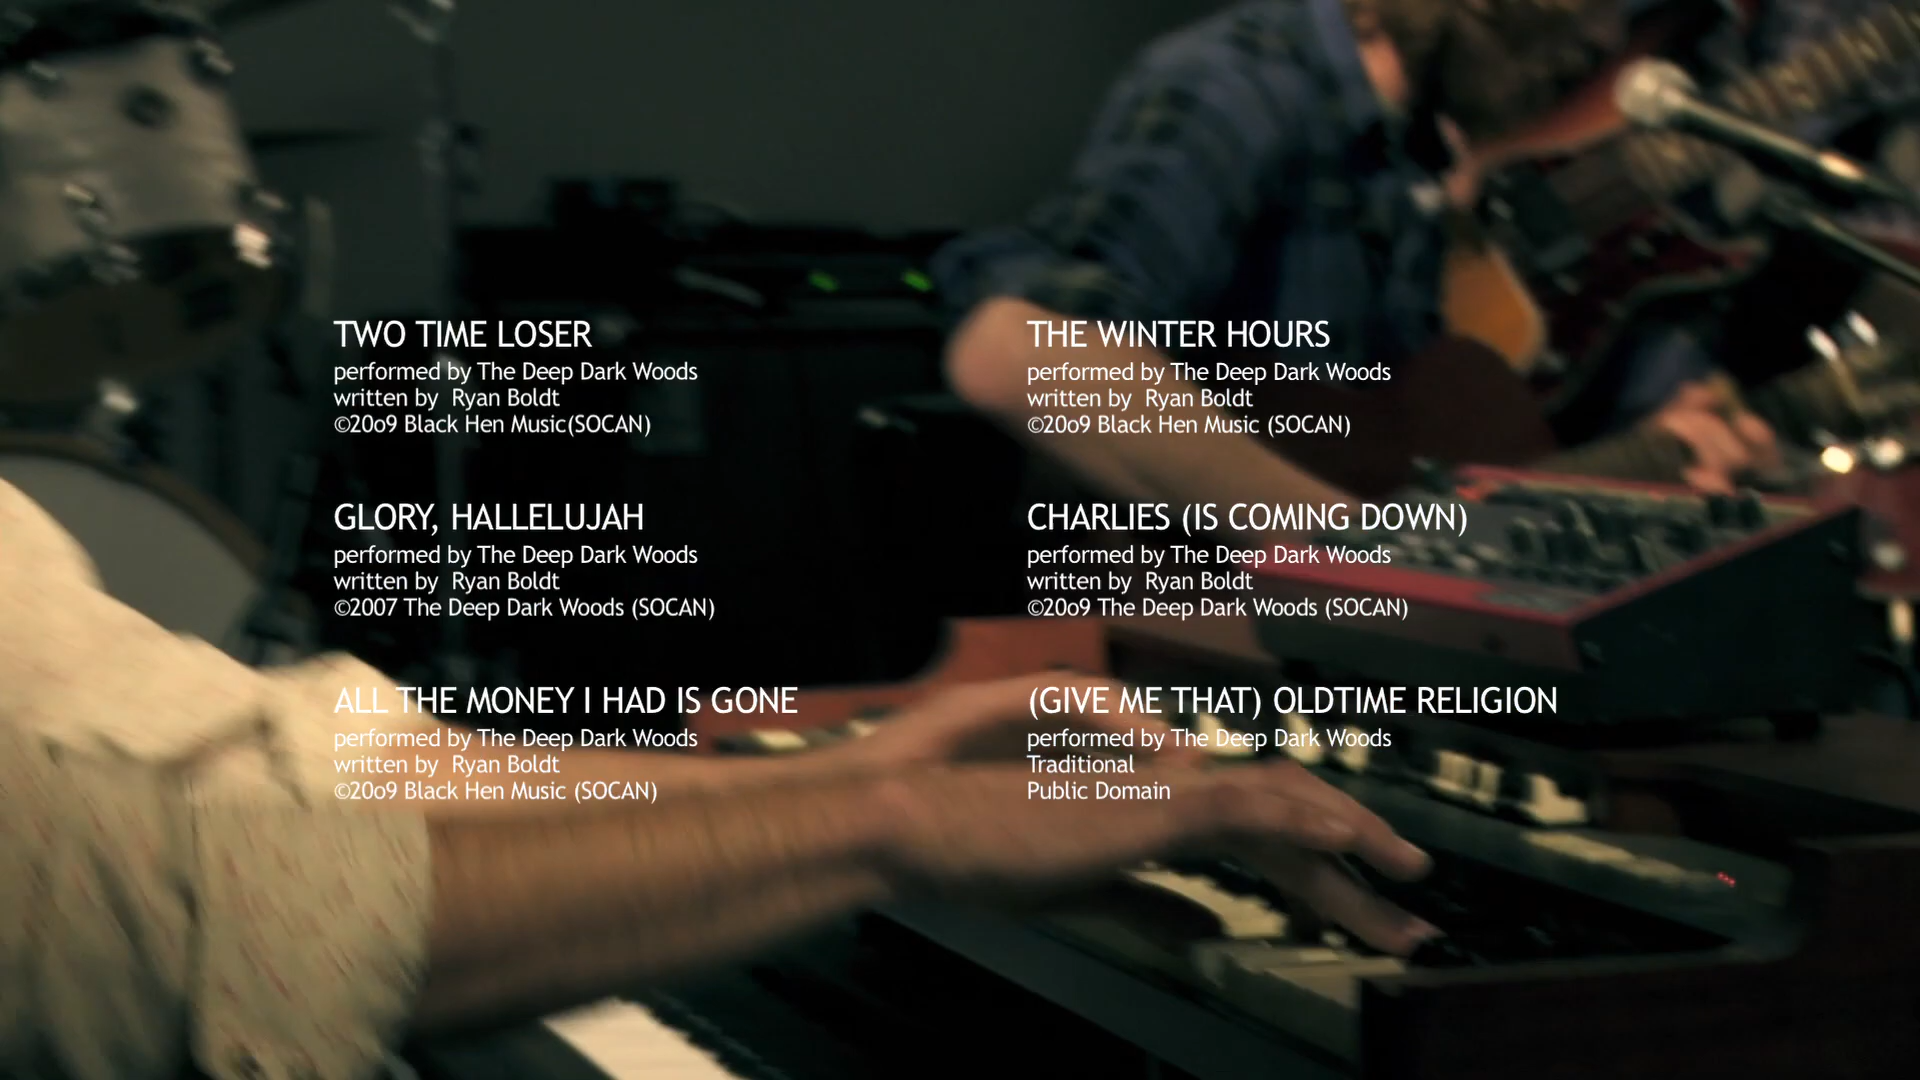 TWO TIME LOSER
performed by The Deep Dark Woods
written by  Ryan Boldt
©20o9 Black Hen Music(SOCAN)
GLORY, HALLELUJAH
performed by The Deep Dark Woods
written by  Ryan Boldt
©2007 The Deep Dark Woods (SOCAN)
ALL THE MONEY I HAD IS GONE
performed by The Deep Dark Woods
written by  Ryan Boldt
©20o9 Black Hen Music (SOCAN)
THE WINTER HOURS
performed by The Deep Dark Woods
written by  Ryan Boldt
©20o9 Black Hen Music (SOCAN)
CHARLIES (IS COMING DOWN)
performed by The Deep Dark Woods
written by  Ryan Boldt
©20o9 The Deep Dark Woods (SOCAN)
(GIVE ME THAT) OLDTIME RELIGION
performed by The Deep Dark Woods
Traditional
Public Domain